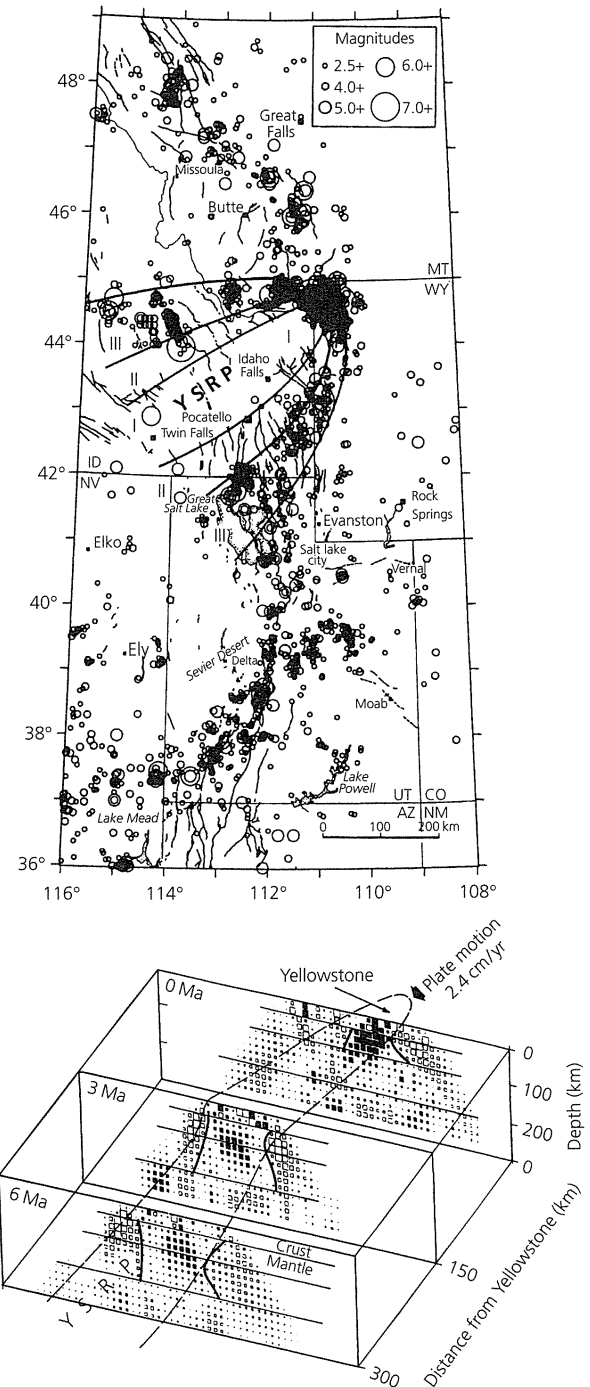 Magnitudes
2.5+ 6.0+
4.0+
5.0+ 7.0+
48°
Great
Falls
Missoula
46°
Butte
MT
WY
44°
III
I
II
Idaho
Falls
YSRP
I
Pocatello
Twin Falls
ID
42°
NV
II
Great
Salt Lake
Rock
Springs
III
Evanston
Elko
Salt lake
city
Vernal
40°
Ely
Sevier Desert
Delta
Moab
38°
Lake
Powell
UT CO
AZ NM
Lake Mead
0 100 200 km
36°
116° 114° 112° 110° 108°
Plate motion
2.4 cm/yr
Yellowstone
0 Ma
0
100
200
0
Depth (km)
3 Ma
6 Ma
Crust
Mantle
150
Y S R P
300
Distance from Yellowstone (km)